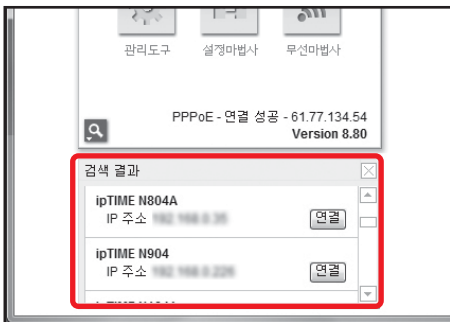 관리도구 설정마법사 무선마법사
PPPoE - 연결 성공 - 61.77.134.54
Version 8.80
검색 결과
ipTIME N804A
IP 주소
연결
ipTIME N904
IP 주소
연결